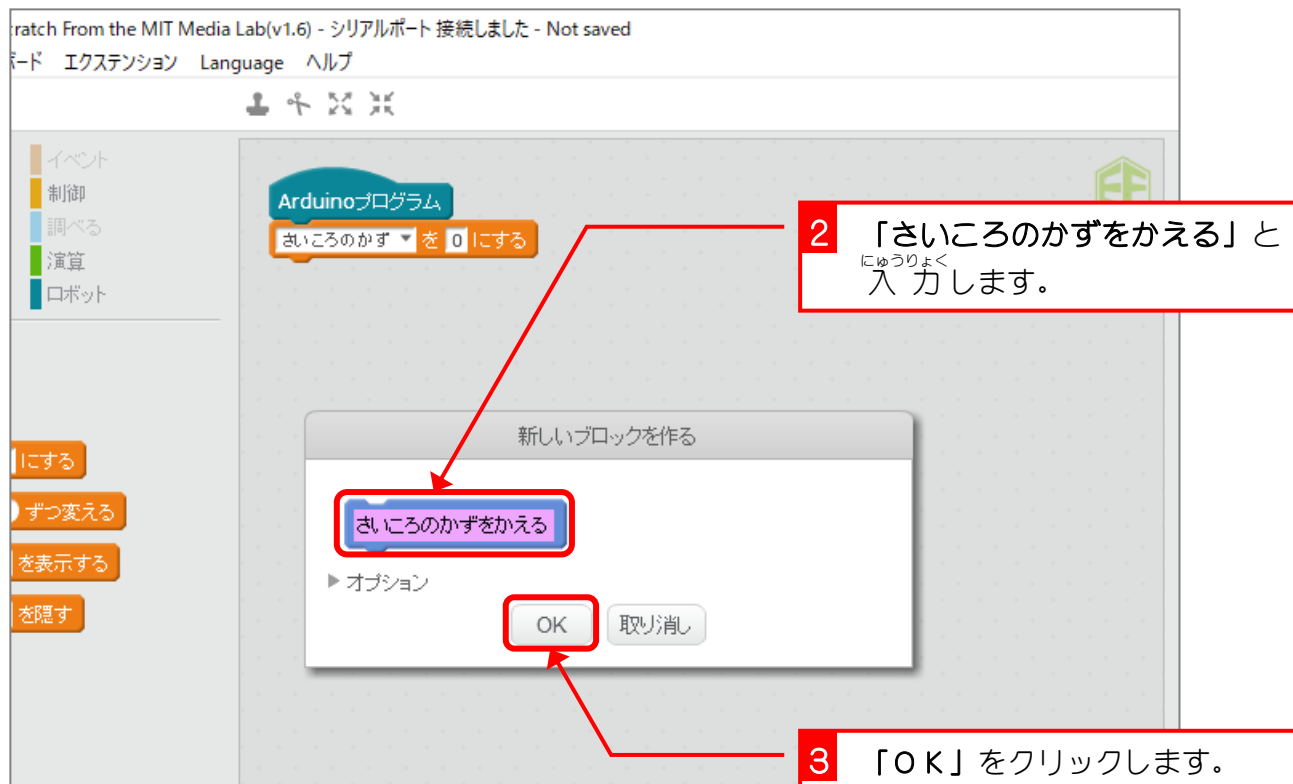 ratch From the MIT Media Lab(v1.6) - シリアルポート 接続しました - Not saved
ード エクステンション Language ヘルプ
イベント
制御
調べる
演算
ロボット
Arduinoプログラム
さいころのかず を 0 にする
2 「さいころのかずをかえる」と
にゅうりょく
入力します。
にする
ずつ変える
を表示する
を隠す
新しいブロックを作る
さいころのかずをかえる
オプション
OK 取り消し
3 「ＯＫ」をクリックします。